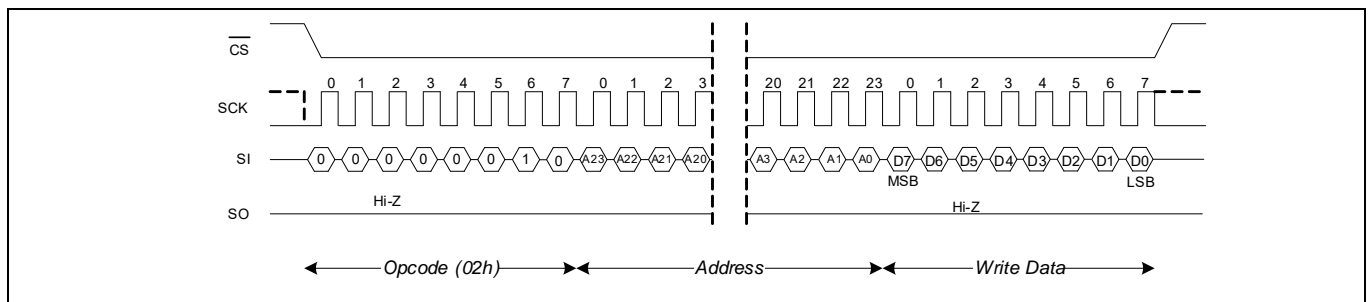 CS
0 1 2 3 4 5 6 7 0 1 2 3 20 21 22 23 0 1 2 3 4 5 6 7
SCK
SI 0 0 0 0 0 0 1 0 A23 A22 A21 A20 A3 A2 A1 A0 D7 D6 D5 D4 D3 D2 D1 D0
MSB LSB
Hi-Z Hi-Z
SO
Opcode (02h) Address Write Data